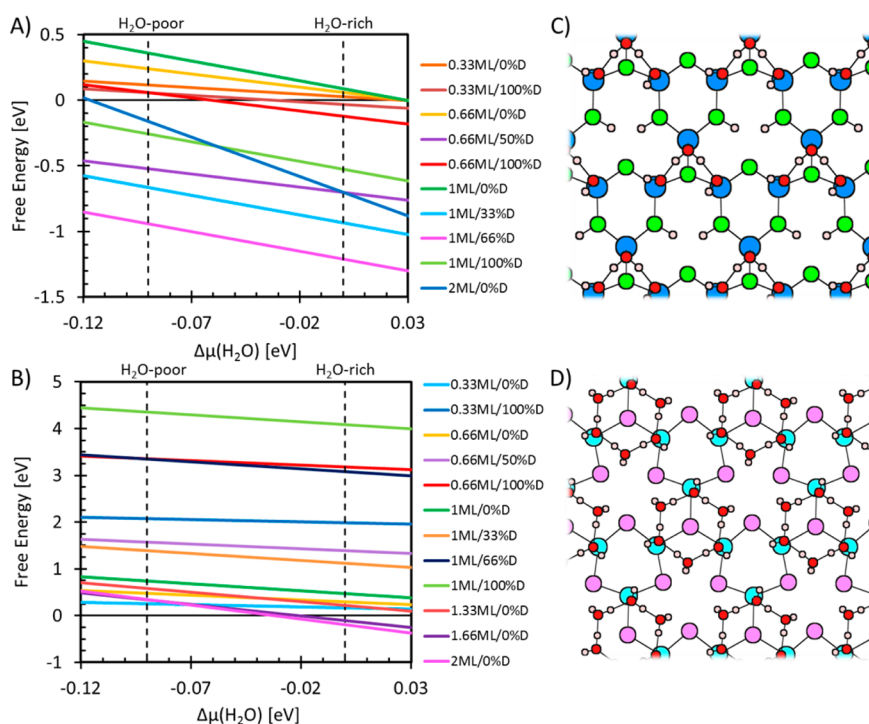 A)
H₂O-poor
H₂O-rich
Free Energy [eV]
0.5
0
-0.5
-1
-1.5
-0.12
-0.07
-0.02
0.03
Δμ(H₂O) [eV]
0.33ML/0%D
0.33ML/100%D
0.66ML/0%D
0.66ML/50%D
0.66ML/100%D
1ML/0%D
1ML/33%D
1ML/66%D
1ML/100%D
2ML/0%D
C)
B)
H₂O-poor
H₂O-rich
Free Energy [eV]
5
4
3
2
1
0
-1
-0.12
-0.07
-0.02
0.03
Δμ(H₂O) [eV]
0.33ML/0%D
0.33ML/100%D
0.66ML/0%D
0.66ML/50%D
0.66ML/100%D
1ML/0%D
1ML/33%D
1ML/66%D
1ML/100%D
1.33ML/0%D
1.66ML/0%D
2ML/0%D
D)